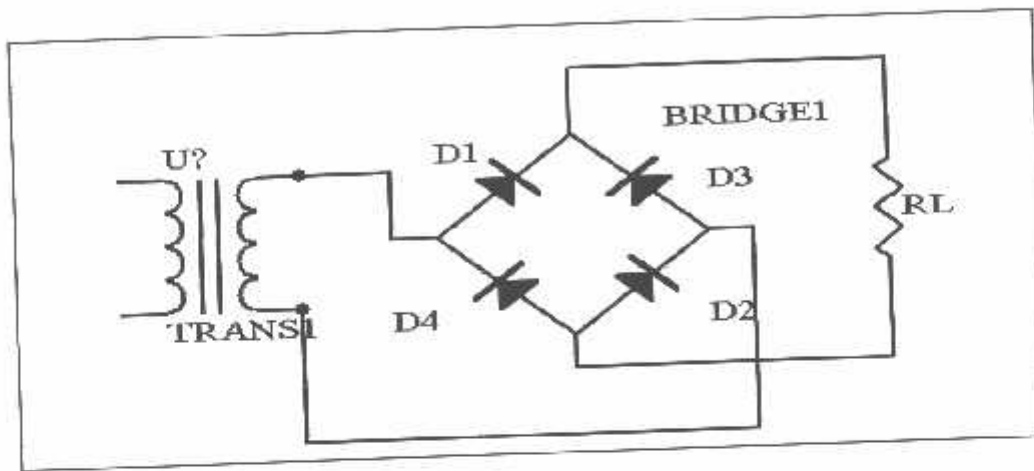 BRIDGE1
U?
D1
D3
RL
TRANS1
D4
D2